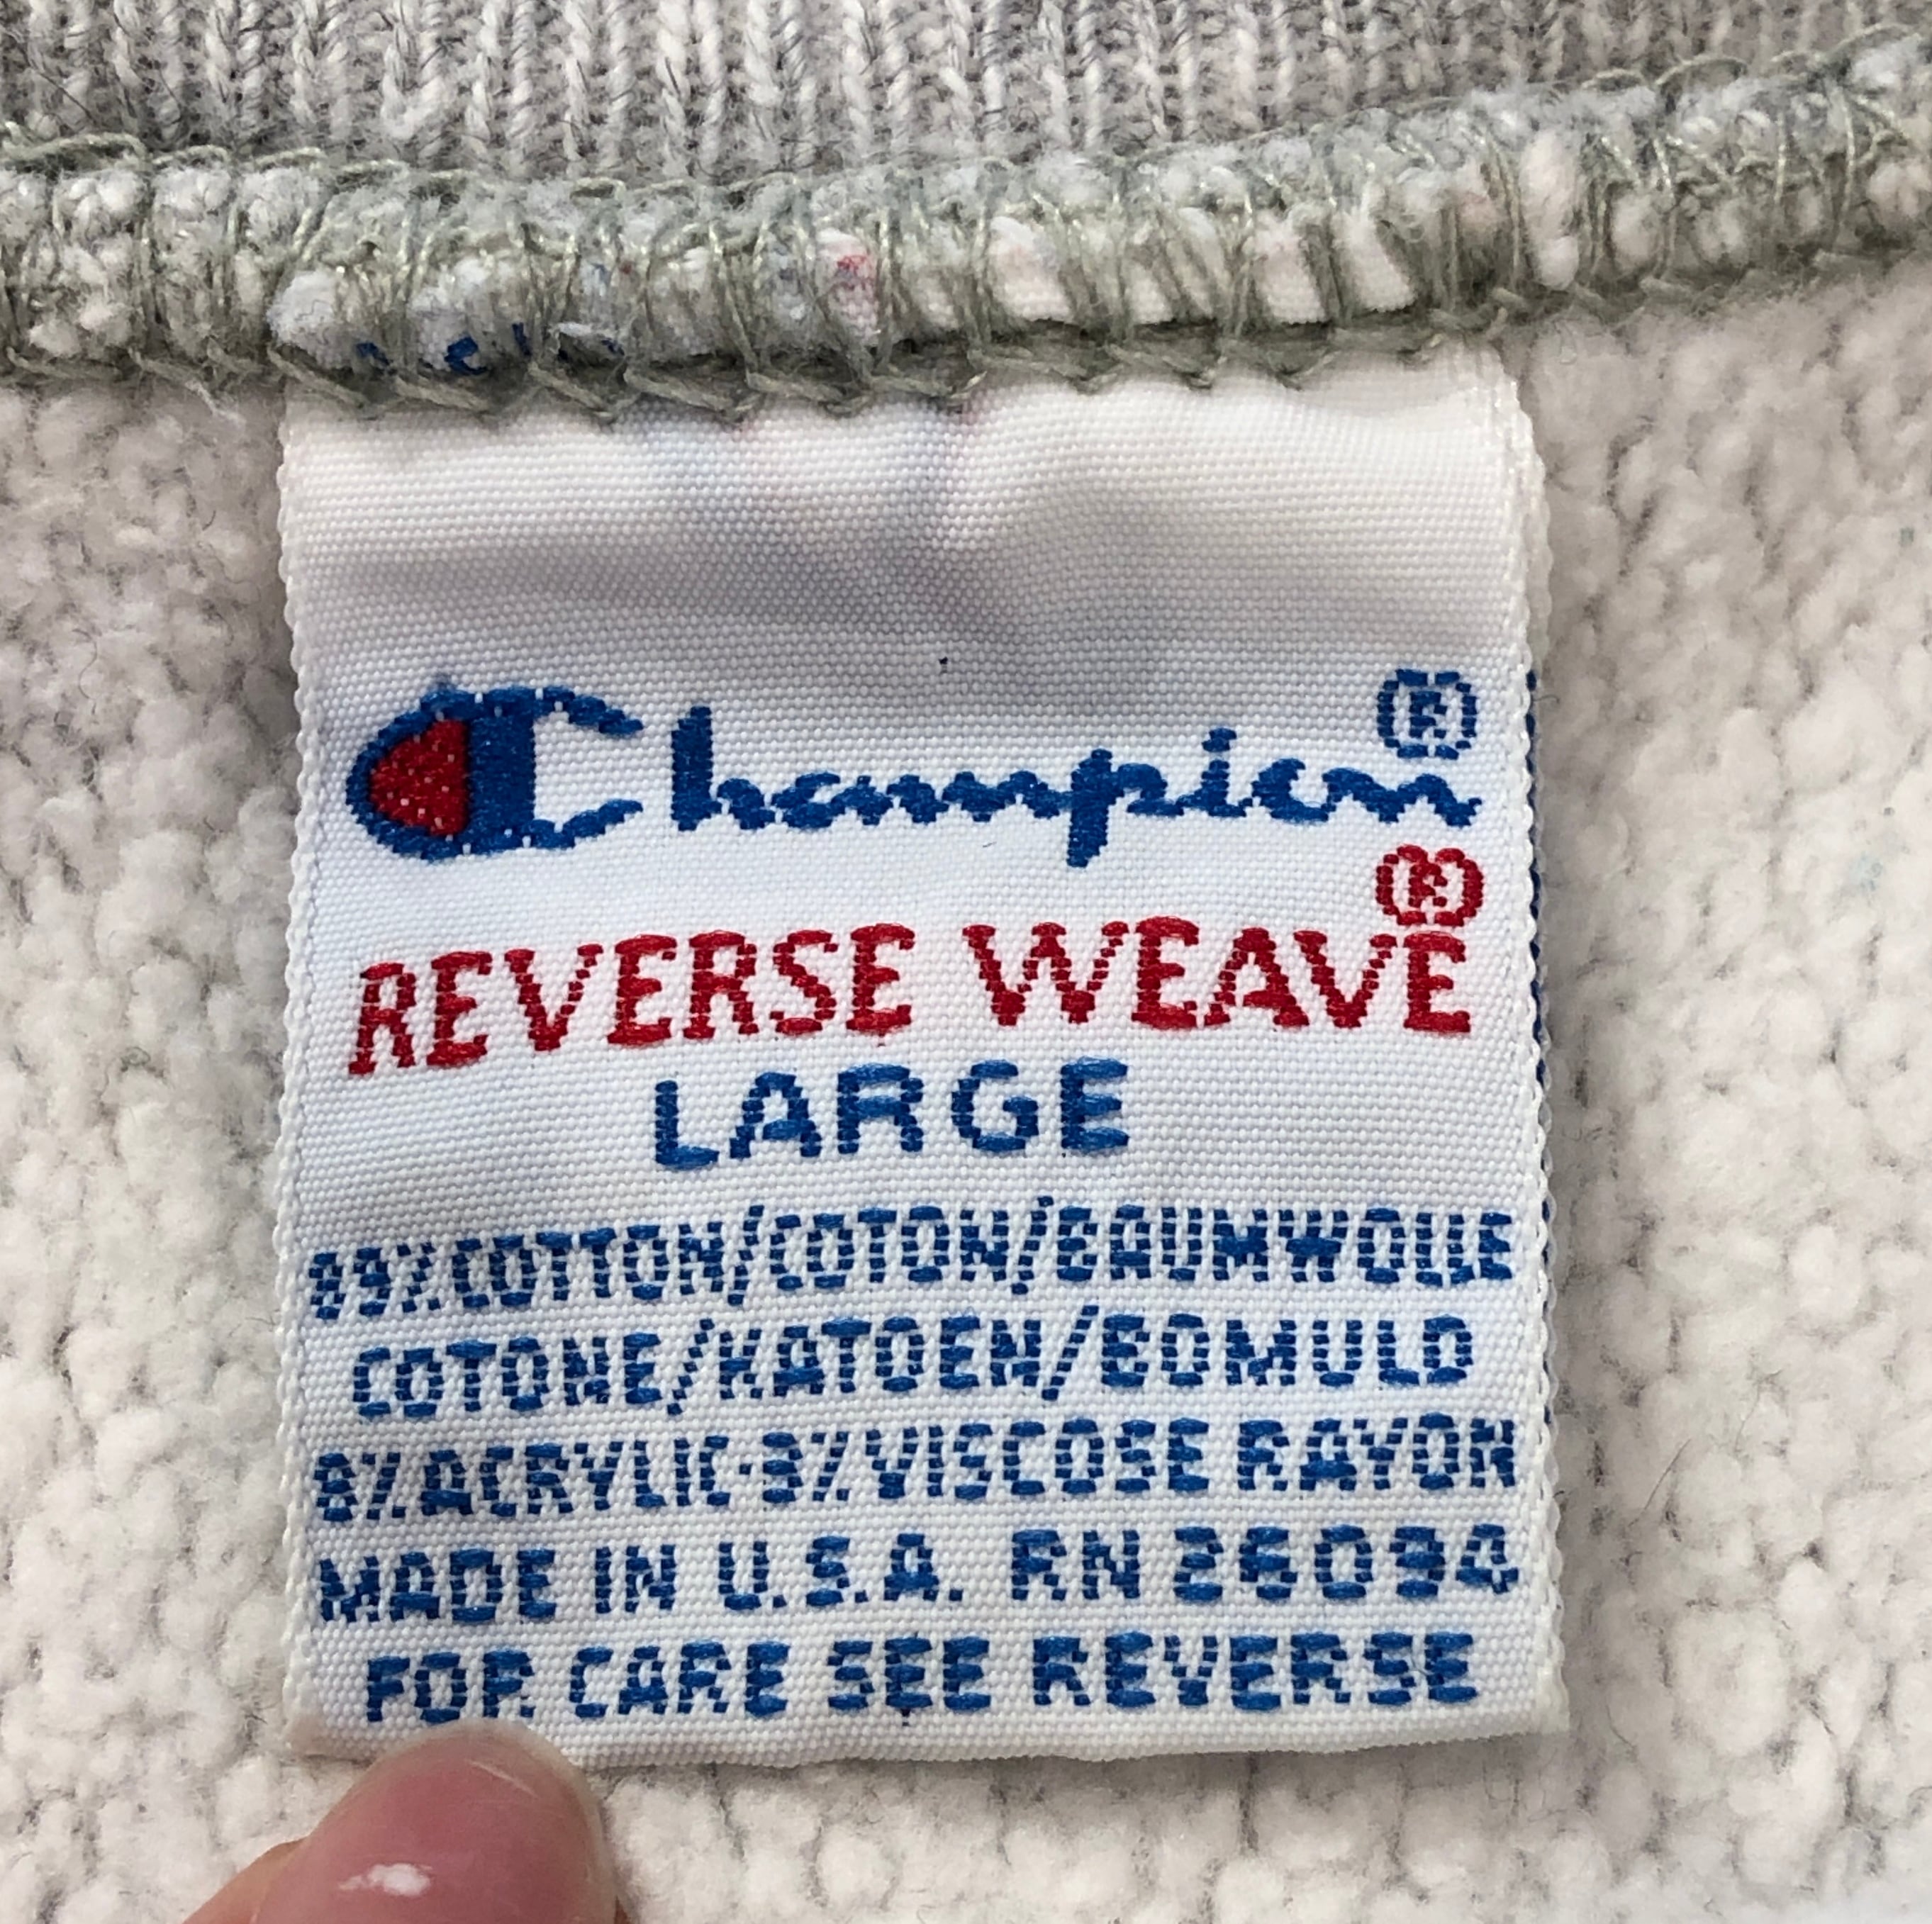 Champion®
REVERSE WEAVE®
LARGE
89%COTTON/COTON/BAUMWOLLE
COTONE/KATOEN/BOMULD
8%ACRYLIC-3%VISCOSE RAYON
MADE IN U.S.A. RN 26094
FOR CARE SEE REVERSE